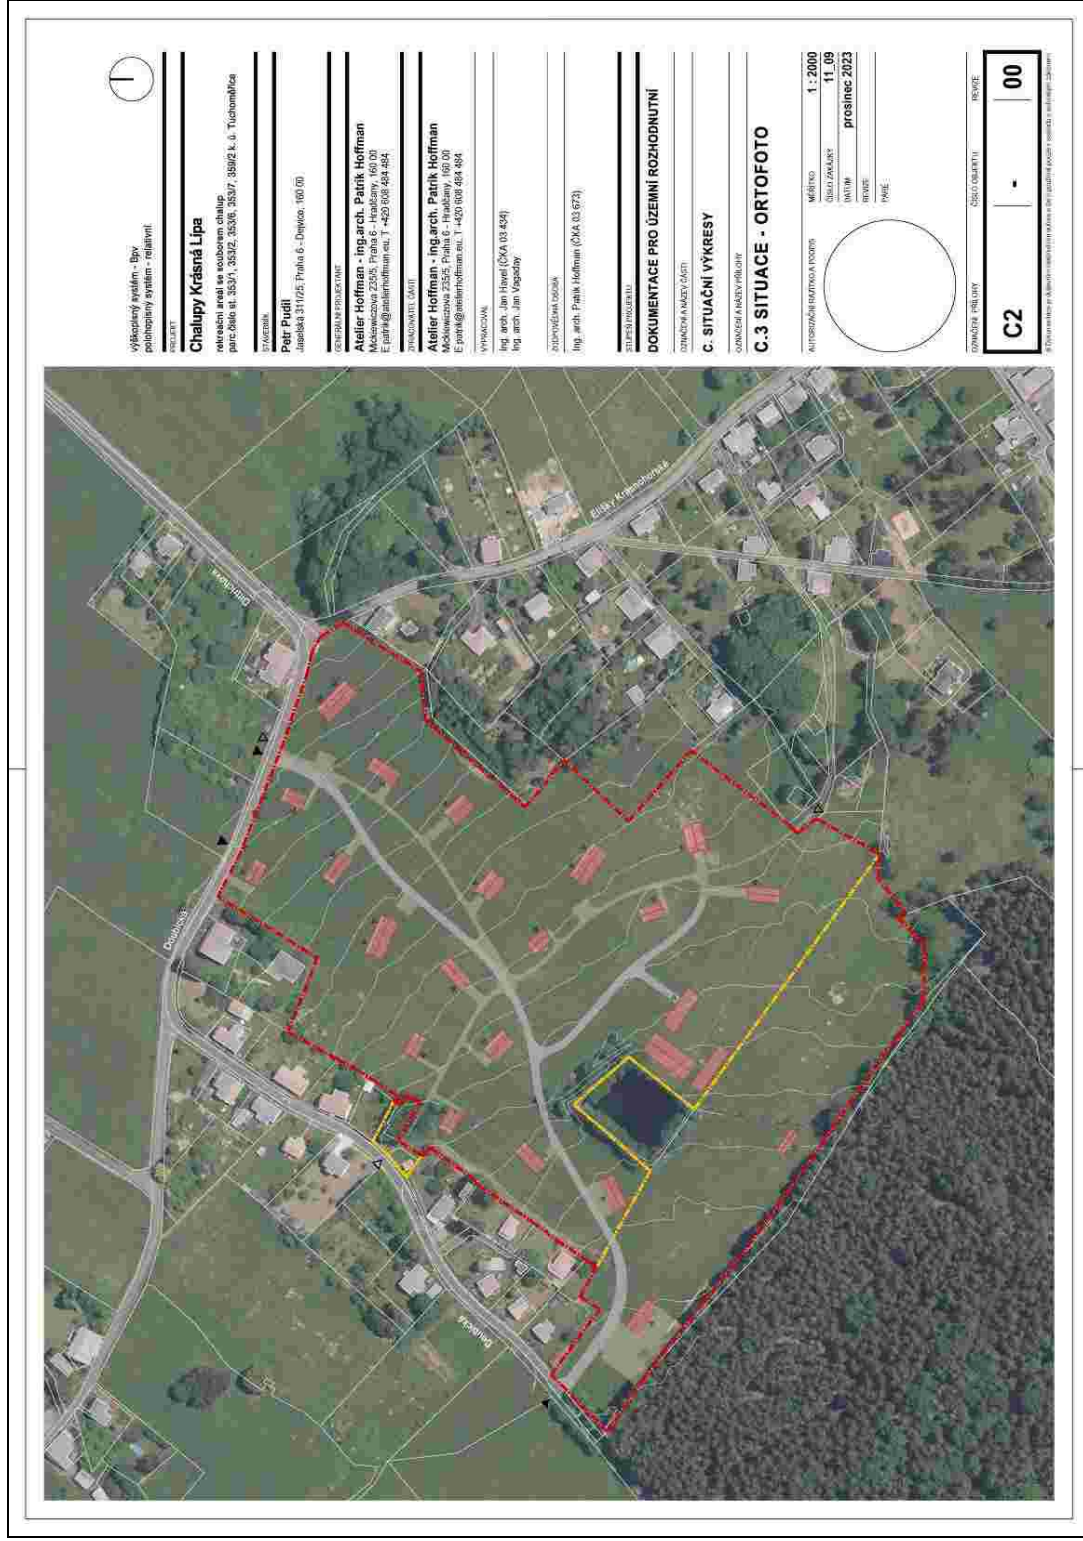 výškopisný systém - Bpv
polohopisný systém - relativní
PROJEKT
Chalupy Krásná Lípa
rekreační areál se souborem chalup
parc.číslo st. 353/1, 353/2, 353/6, 353/7, 359/2 k. ú. Tuchoměřice
STAVEBNÍK
Petr Pudil
Jaselská 311/25, Praha 6 - Dejvice, 160 00
GENERÁLNÍ PROJEKTANT
Atelier Hoffman - ing.arch. Patrik Hoffman
Mickiewiczova 235/5, Praha 6 - Hradčany, 160 00
E patrik@atelierhoffman.eu, T +420 608 484 484
ZPRACOVATEL ČÁSTI
Atelier Hoffman - ing.arch. Patrik Hoffman
Mickiewiczova 235/5, Praha 6 - Hradčany, 160 00
E patrik@atelierhoffman.eu, T +420 608 484 484
VYPRACOVAL
Ing. arch. Jan Havel (ČKA 03 434)
Ing. arch. Jan Vagaday
ZODPOVĚDNÁ OSOBA
Ing. arch. Patrik Hoffman (ČKA 03 673)
STUPEŇ PROJEKTU
DOKUMENTACE PRO ÚZEMNÍ ROZHODNUTÍ
OZNAČENÍ A NÁZEV ČÁSTI
C. SITUAČNÍ VÝKRESY
OZNAČENÍ A NÁZEV PŘÍLOHY
C.3 SITUACE - ORTOFOTO
AUTORIZAČNÍ RAZÍTKO A PODPIS
MĚŘÍTKO 1 : 2000
ČÍSLO ZAKÁZKY 11_09
DATUM prosinec 2023
REVIZE
PARÉ
OZNAČENÍ PŘÍLOHY ČÍSLO OBJEKTU REVIZE
C2 - 00
Dittrichova
Doubická
Doubická
Elišky Krásnohorské